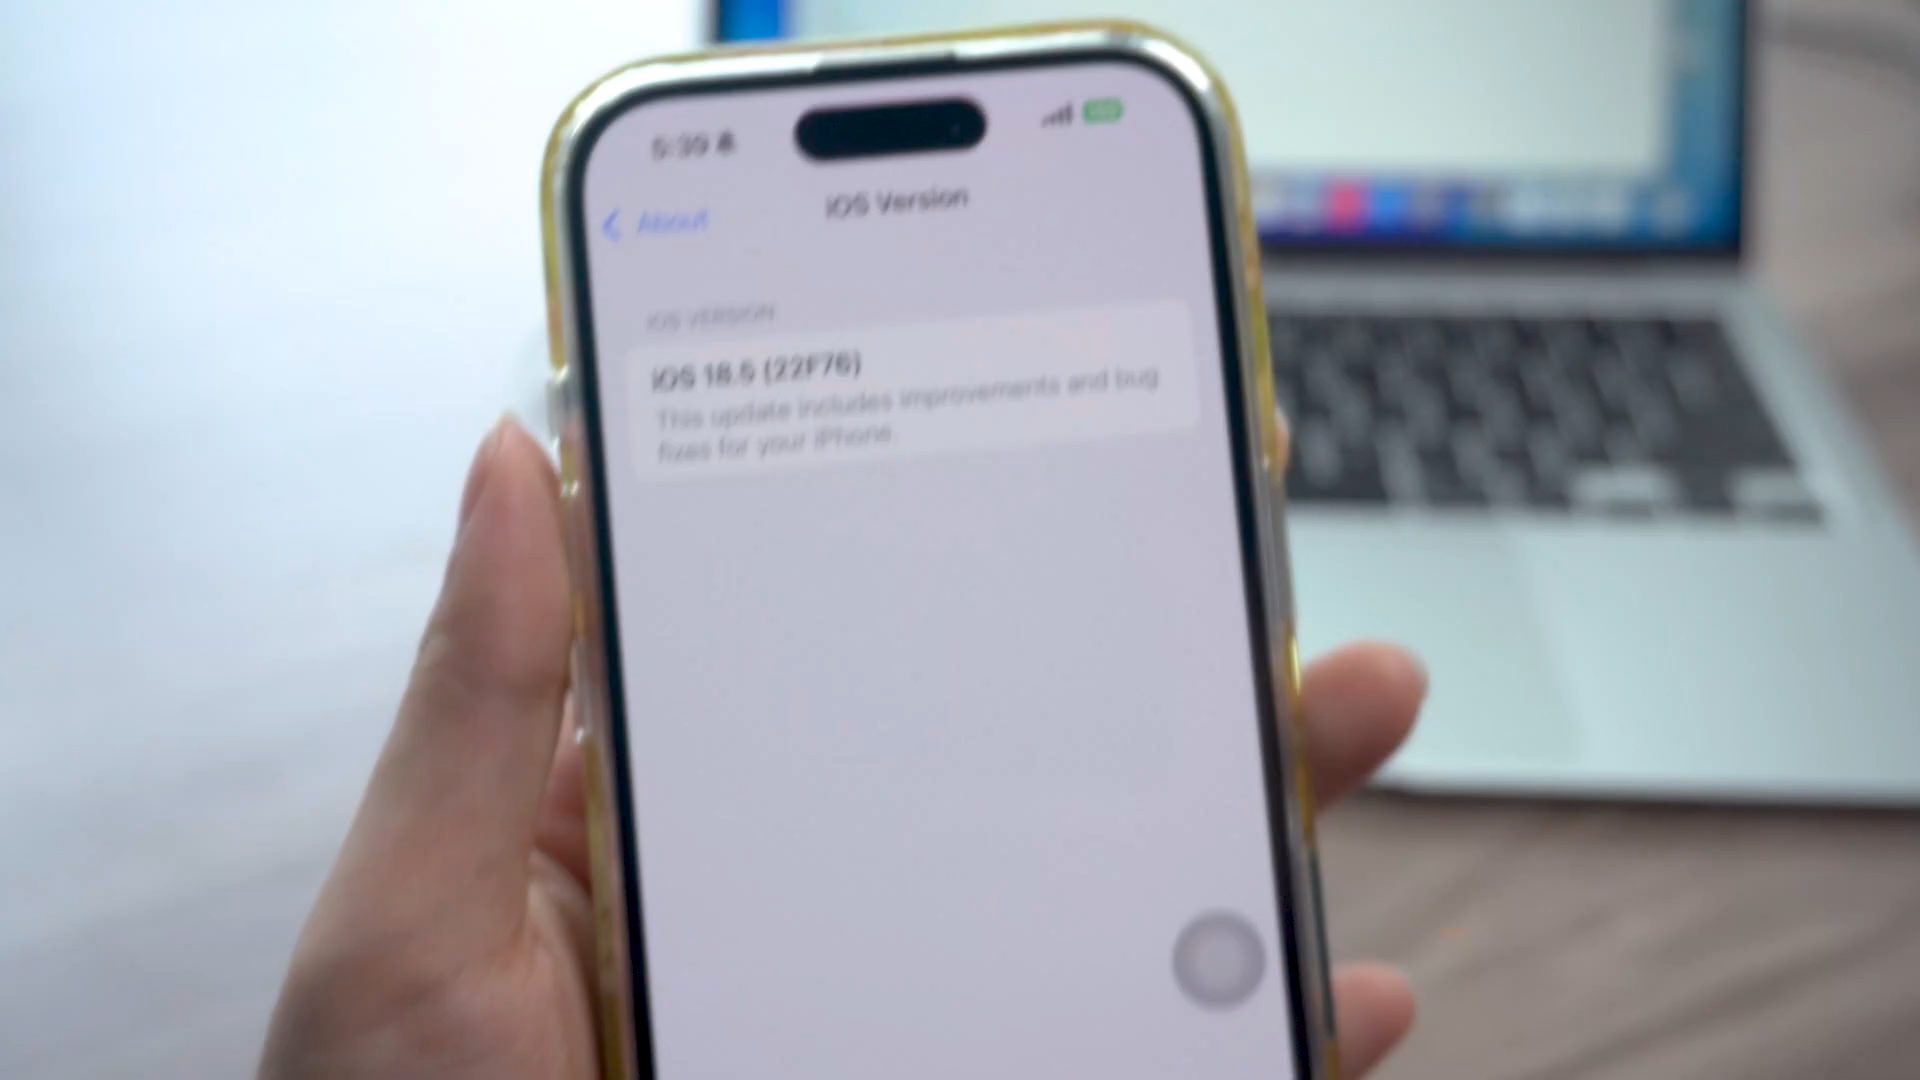 5:39
About
iOS Version
IOS VERSION
iOS 18.5 (22F76)
This update includes improvements and bug
fixes for your iPhone.